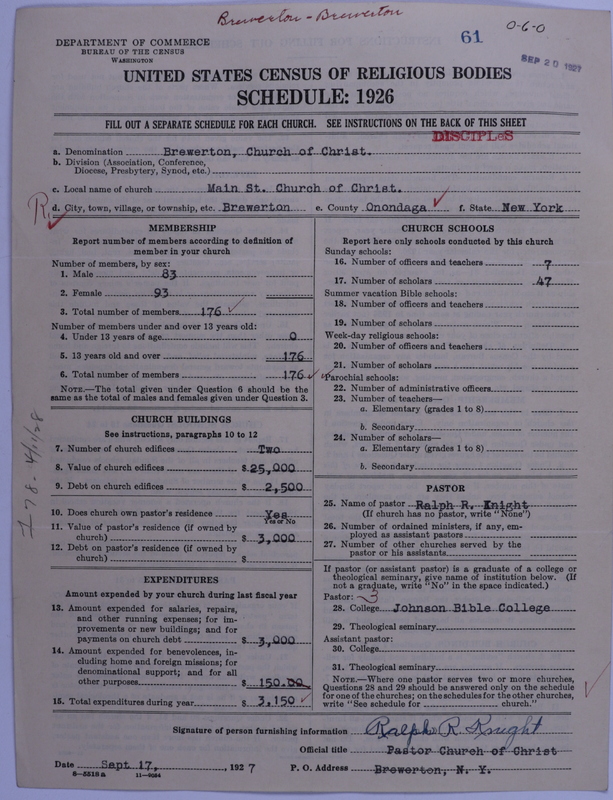 Brewerton - Brewerton
0-6-0
61
SEP 20 1927
DEPARTMENT OF COMMERCE
BUREAU OF THE CENSUS
WASHINGTON
UNITED STATES CENSUS OF RELIGIOUS BODIES
SCHEDULE: 1926
FILL OUT A SEPARATE SCHEDULE FOR EACH CHURCH. SEE INSTRUCTIONS ON THE BACK OF THIS SHEET
DISCIPLES
a. Denomination Brewerton, Church of Christ.
b. Division (Association, Conference,
Diocese, Presbytery, Synod, etc.)
c. Local name of church Main St. Church of Christ.
d. City, town, village, or township, etc. Brewerton e. County Onondaga f. State New York
MEMBERSHIP
Report number of members according to definition of
member in your church
Number of members, by sex:
1. Male 83
2. Female 93
3. Total number of members 176
Number of members under and over 13 years old:
4. Under 13 years of age 0
5. 13 years old and over 176
6. Total number of members 176
NOTE.—The total given under Question 6 should be
same as the total of males and females given under Question 3.
CHURCH BUILDINGS
See instructions, paragraphs 10 to 12
7. Number of church edifices Two
8. Value of church edifices $25,000
9. Debt on church edifices $ 2,500
10. Does church own pastor's residence Yes
Yes or No
11. Value of pastor's residence (if owned by
church) $ 3,000
12. Debt on pastor's residence (if owned by
church) $
EXPENDITURES
Amount expended by your church during last fiscal year
13. Amount expended for salaries, repairs,
and other running expenses; for im-
provements or new buildings; and for
payments on church debt $ 3,000
14. Amount expended for benevolences, in-
cluding home and foreign missions; for
denominational support; and for all
other purposes $ 150.00
15. Total expenditures during year $ 3,150
CHURCH SCHOOLS
Report here only schools conducted by this church
Sunday schools:
16. Number of officers and teachers 7
17. Number of scholars 47
Summer vacation Bible schools:
18. Number of officers and teachers
19. Number of scholars
Week-day religious schools:
20. Number of officers and teachers
21. Number of scholars
Parochial schools:
22. Number of administrative officers
23. Number of teachers—
a. Elementary (grades 1 to 8)
b. Secondary
24. Number of scholars—
a. Elementary (grades 1 to 8)
b. Secondary
PASTOR
25. Name of pastor Ralph R. Knight
(If church has no pastor, write "None")
26. Number of ordained ministers, if any, em-
ployed as assistant pastors
27. Number of other churches served by the
pastor or his assistants
If pastor (or assistant pastor) is a graduate of a college or
theological seminary, give name of institution below. (If
not a graduate, write "No" in the space indicated.)
Pastor: 3
28. College Johnson Bible College
29. Theological seminary
Assistant pastor:
30. College
31. Theological seminary
NOTE.—Where one pastor serves two or more churches,
Questions 28 and 29 should be answered only on the schedule
for one of the churches; on the schedules for the other churches,
write "See schedule for church."
Signature of person furnishing information Ralph R Knight
Official title Pastor Church of Christ
Date Sept 17, 1927 P. O. Address Brewerton, N. Y.
8—5518a 11—9034